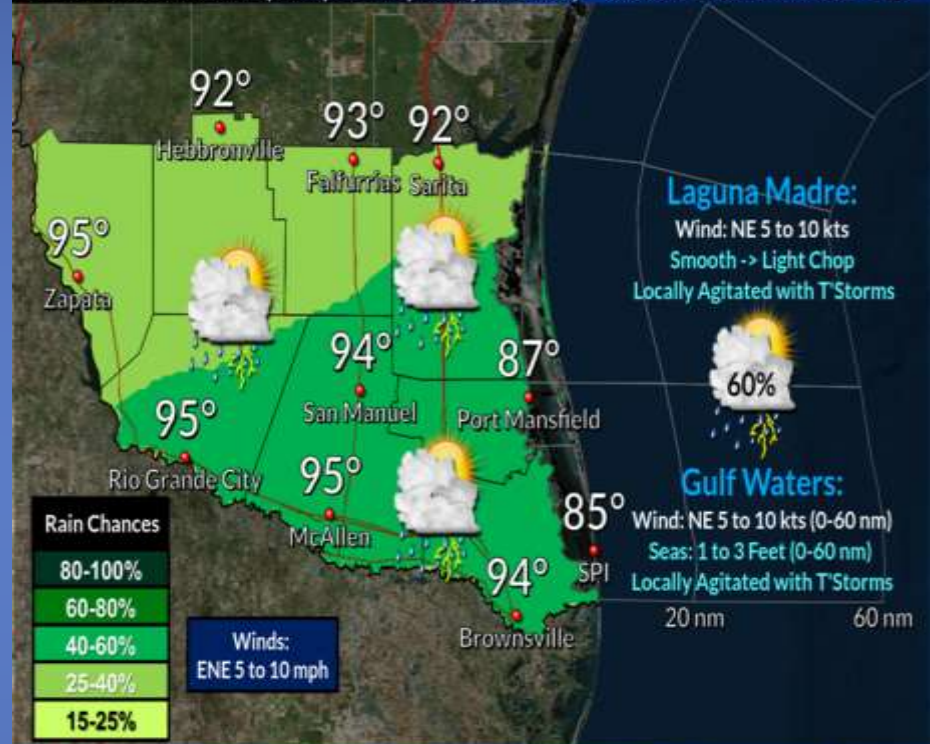 92°
Hebbronville
93°
Falfurrias
92°
Sarita
95°
Zapata
94°
San Manuel
87°
Port Mansfield
95°
Rio Grande City
95°
McAllen
94°
Brownsville
85°
SPI
Laguna Madre:
Wind: NE 5 to 10 kts
Smooth -> Light Chop
Locally Agitated with T'Storms
60%
Gulf Waters:
Wind: NE 5 to 10 kts (0-60 nm)
Seas: 1 to 3 Feet (0-60 nm)
Locally Agitated with T'Storms
20 nm
60 nm
Rain Chances
80-100%
60-80%
40-60%
25-40%
15-25%
Winds:
ENE 5 to 10 mph